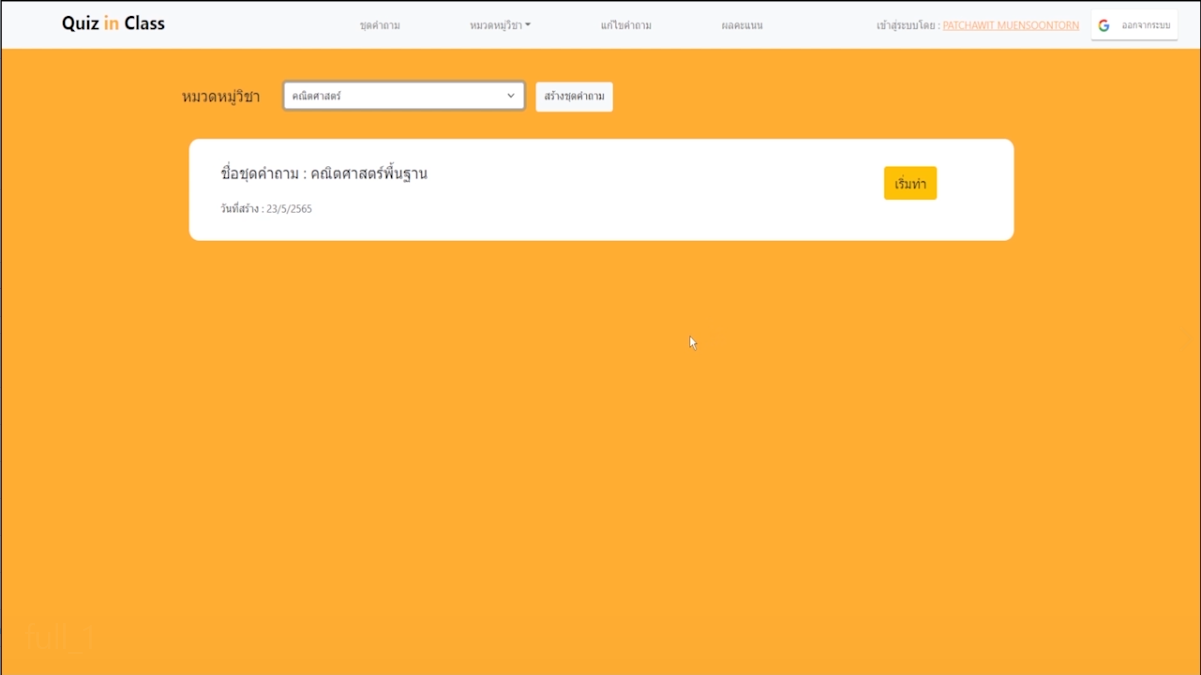 Quiz in Class
ชุดคำถาม
หมวดหมู่วิชา
แก้ไขคำถาม
ผลคะแนน
เข้าสู่ระบบโดย : PATCHAWIT MUENSOONTORN
ออกจากระบบ
หมวดหมู่วิชา
คณิตศาสตร์
สร้างชุดคำถาม
ชื่อชุดคำถาม : คณิตศาสตร์พื้นฐาน
เริ่มทำ
วันที่สร้าง : 23/5/2565